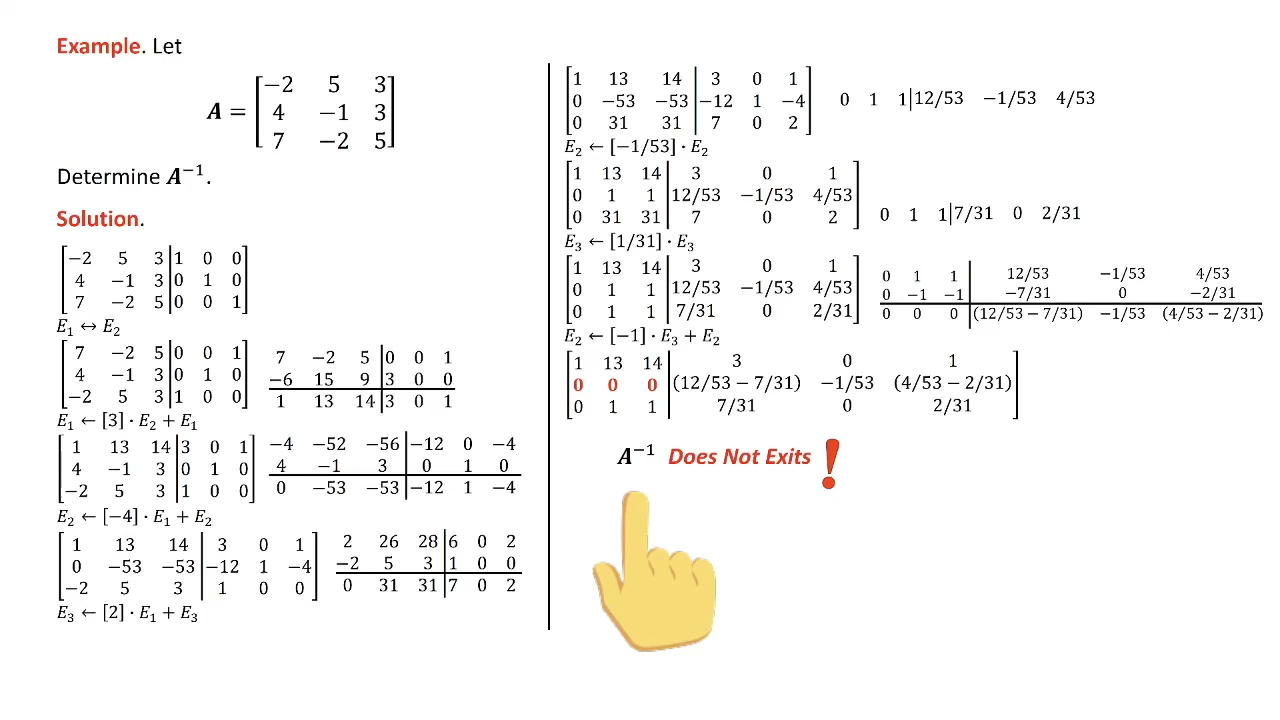 Example. Let
A = [−2 5 3
4 −1 3
7 −2 5]
Determine A⁻¹.
Solution.
[−2 5 3|1 0 0
4 −1 3|0 1 0
7 −2 5|0 0 1]
E₁ ↔ E₂
[7 −2 5|0 0 1
4 −1 3|0 1 0
−2 5 3|1 0 0]
7 −2 5|0 0 1
−6 15 9|3 0 0
1 13 14|3 0 1
E₁ ← [3] · E₂ + E₁
[1 13 14|3 0 1
4 −1 3|0 1 0
−2 5 3|1 0 0]
−4 −52 −56|−12 0 −4
4 −1 3|0 1 0
0 −53 −53|−12 1 −4
E₂ ← [−4] · E₁ + E₂
[1 13 14|3 0 1
0 −53 −53|−12 1 −4
−2 5 3|1 0 0]
2 26 28|6 0 2
−2 5 3|1 0 0
0 31 31|7 0 2
E₃ ← [2] · E₁ + E₃
[1 13 14|3 0 1
0 −53 −53|−12 1 −4
0 31 31|7 0 2]
0 1 1|12/53 −1/53 4/53
E₂ ← [−1/53] · E₂
[1 13 14|3 0 1
0 1 1|12/53 −1/53 4/53
0 31 31|7 0 2]
0 1 1|7/31 0 2/31
E₃ ← [1/31] · E₃
[1 13 14|3 0 1
0 1 1|12/53 −1/53 4/53
0 1 1|7/31 0 2/31]
0 1 1|12/53 −1/53 4/53
0 −1 −1|−7/31 0 −2/31
0 0 0|(12/53 − 7/31) −1/53 (4/53 − 2/31)
E₂ ← [−1] · E₃ + E₂
[1 13 14|3 0 1
0 0 0|(12/53 − 7/31) −1/53 (4/53 − 2/31)
0 1 1|7/31 0 2/31]
A⁻¹ Does Not Exits❗